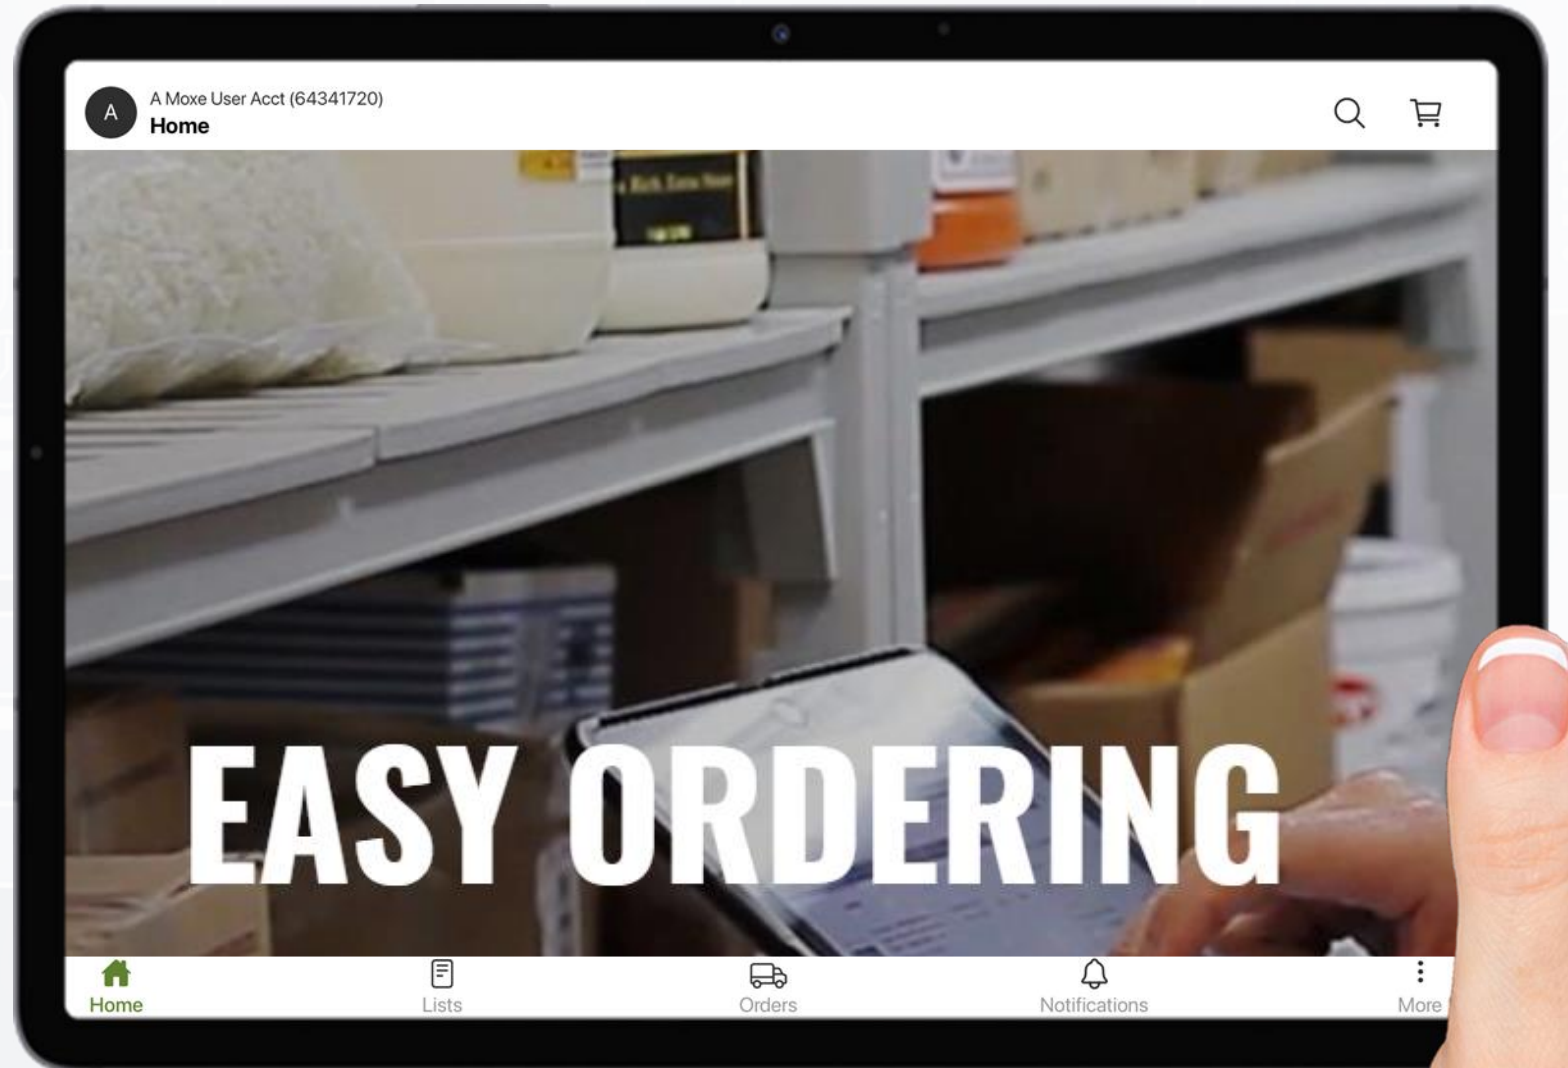 A
A Moxe User Acct (64341720)
Home
EASY ORDERING
Home
Lists
Orders
Notifications
More